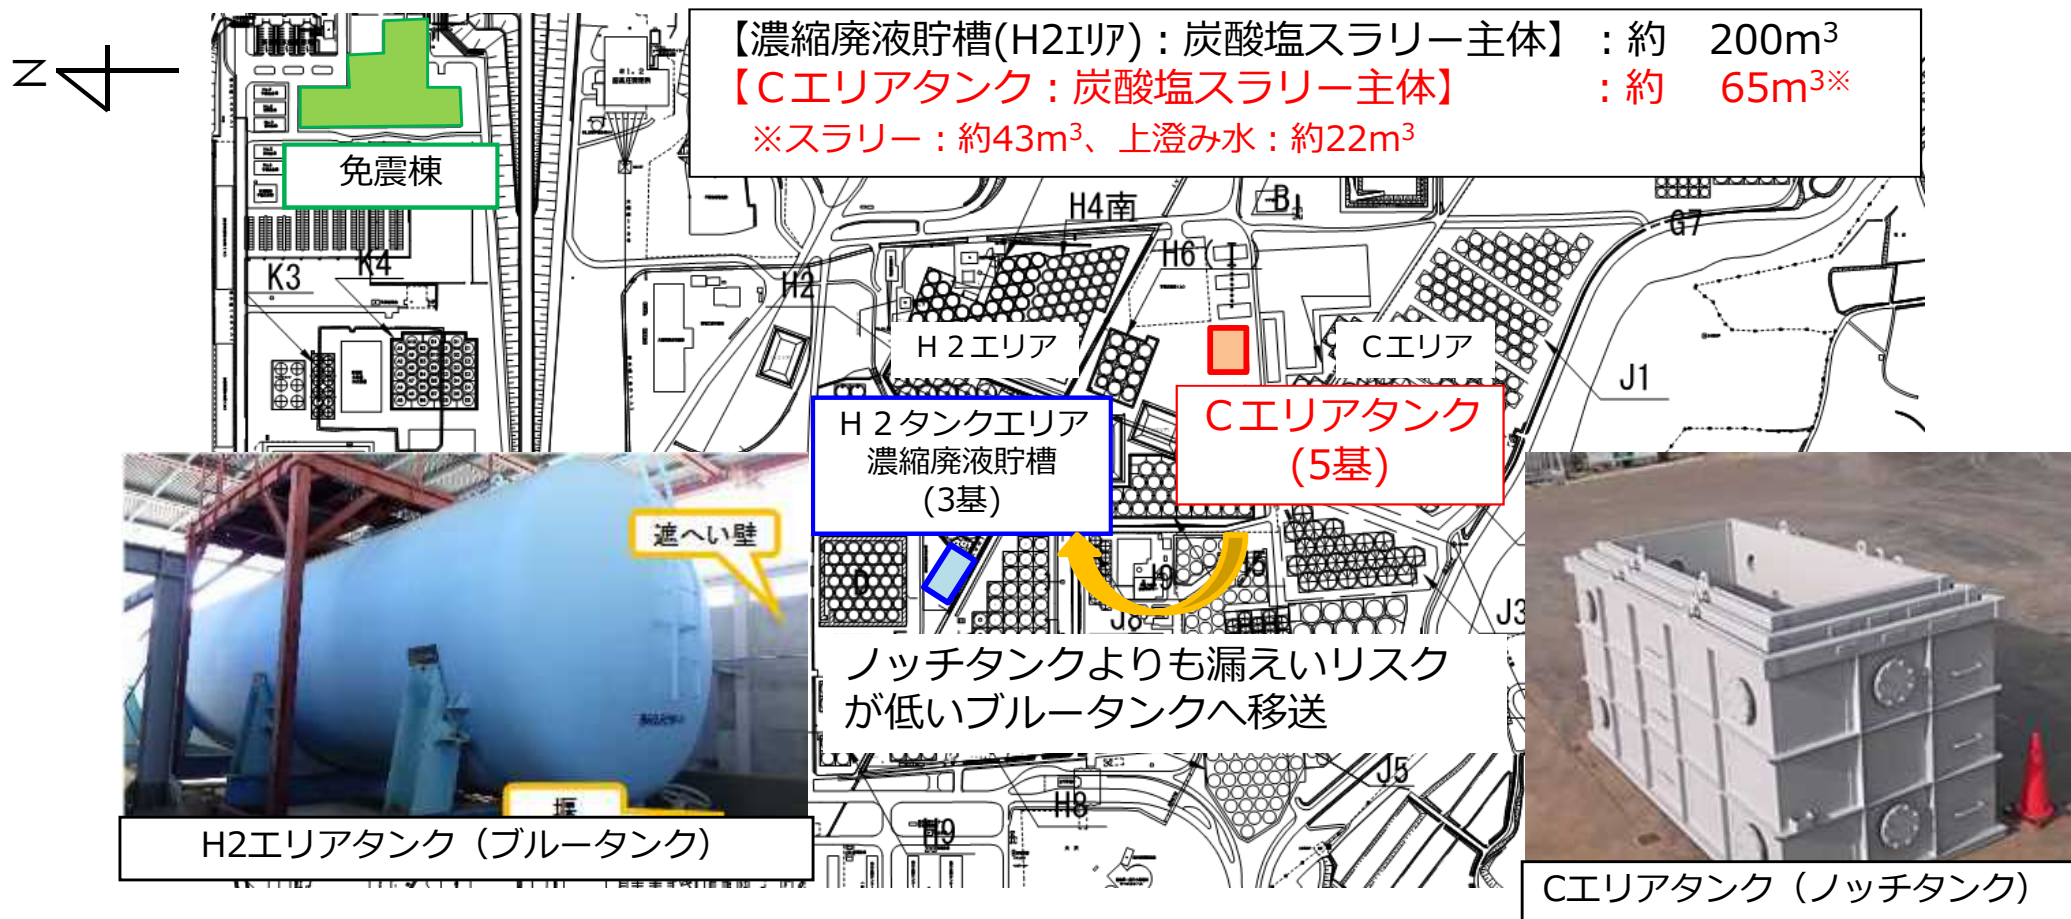 【濃縮廃液貯槽(H2ｴﾘｱ)：炭酸塩スラリー主体】：約　200m³
【Ｃエリアタンク：炭酸塩スラリー主体】　：約　65m³※
※スラリー：約43m³、上澄み水：約22m³
N
免震棟
K3
K4
H2
H4南
H6(Ⅰ)
B
G7
Ｈ２エリア
Cエリア
J1
Ｈ２タンクエリア
濃縮廃液貯槽
(3基)
Ｃエリアタンク
(5基)
遮へい壁
D
J9
J8
J3
ノッチタンクよりも漏えいリスク
が低いブルータンクへ移送
J5
H8
H9
H2エリアタンク（ブルータンク）
Cエリアタンク（ノッチタンク）